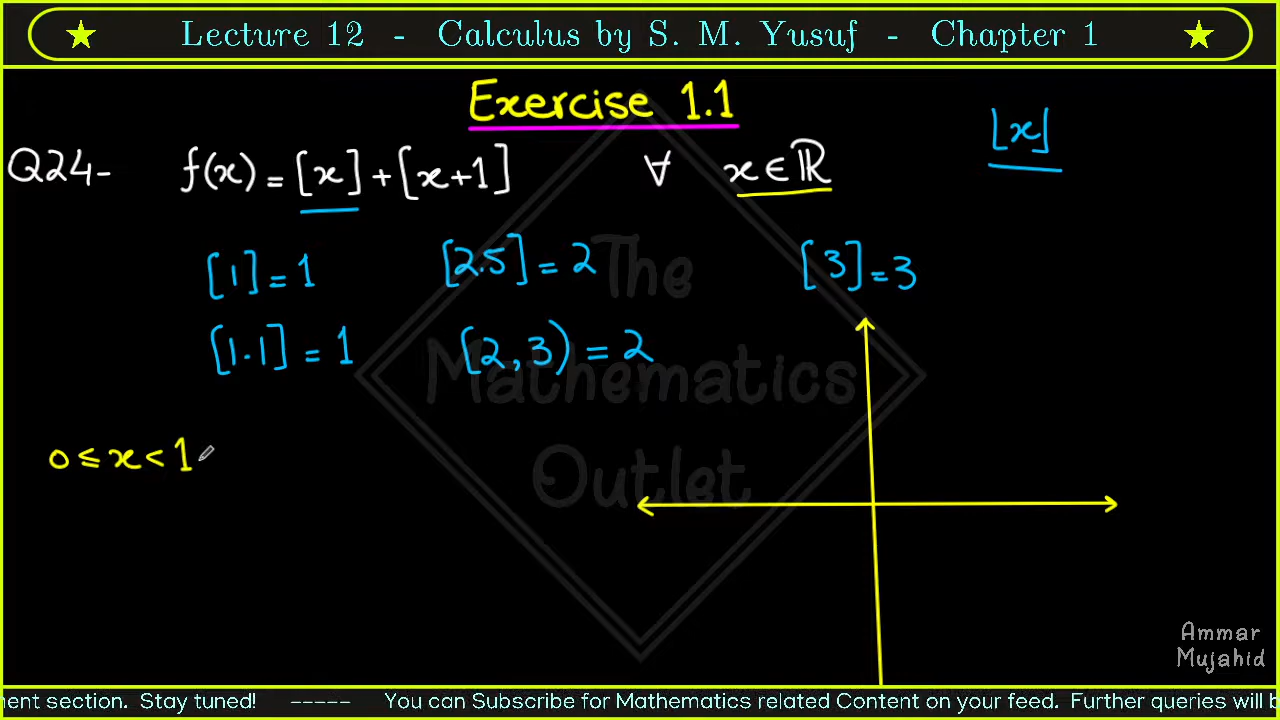 ★ Lecture 12 - Calculus by S. M. Yusuf - Chapter 1 ★
Exercise 1.1
⌊x⌋
Q24- f(x) = [x] + [x+1] ∀ x ∈ ℝ
[1] = 1 [2.5] = 2 [3] = 3
[1.1] = 1 [2,3) = 2
0 ≤ x < 1
The
Mathematics
Outlet
Ammar
Mujahid
ment section. Stay tuned! ----- You can Subscribe for Mathematics related Content on your feed. Further queries will b